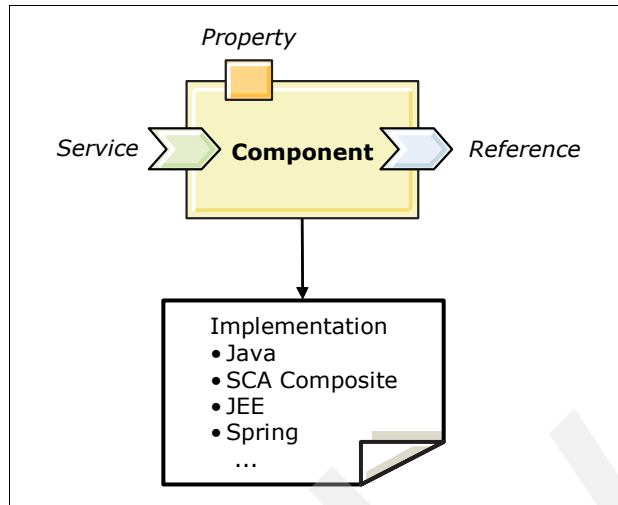 Property
Service Component Reference
Implementation
• Java
• SCA Composite
• JEE
• Spring
...